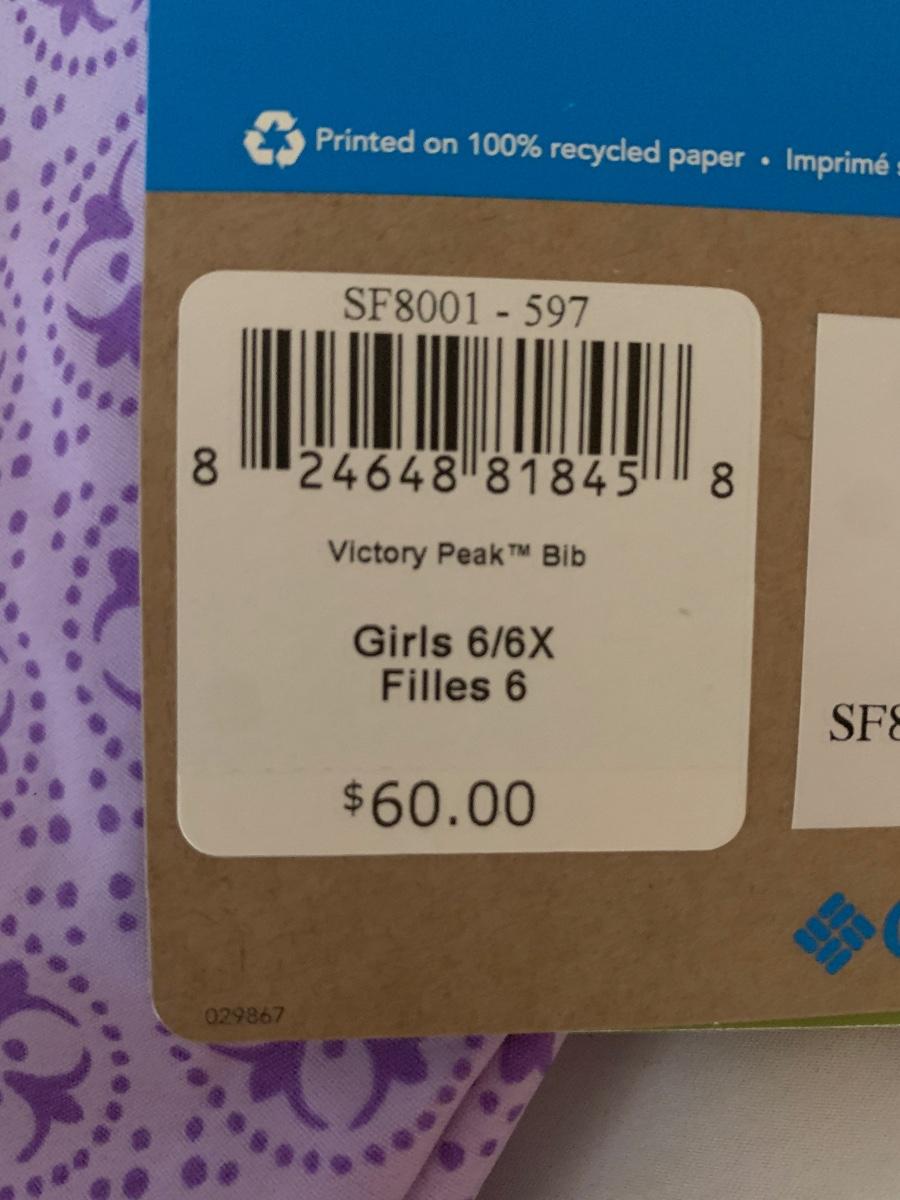 Printed on 100% recycled paper • Imprimé
SF8001 - 597
8 24648 81845 8
Victory Peak™ Bib
Girls 6/6X
Filles 6
$60.00
SF8
029867